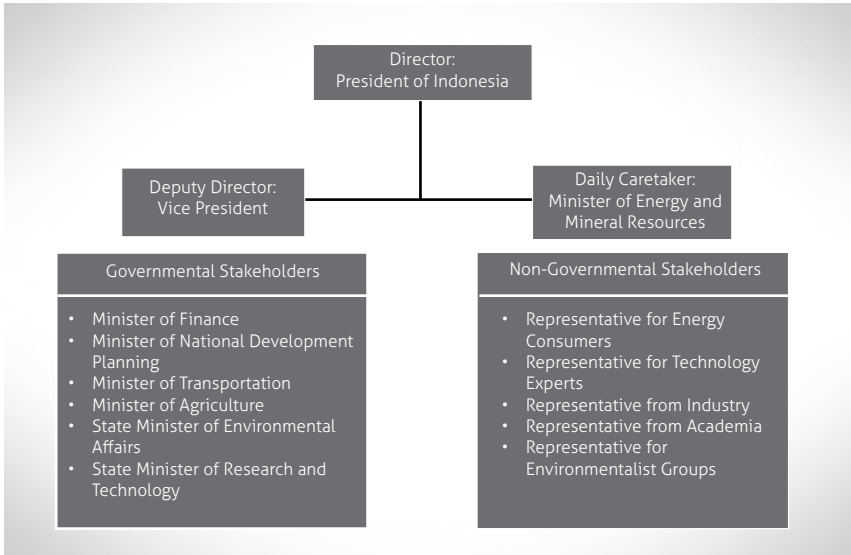 Director:
President of Indonesia
Deputy Director:
Vice President
Daily Caretaker:
Minister of Energy and
Mineral Resources
Governmental Stakeholders
• Minister of Finance
• Minister of National Development
Planning
• Minister of Transportation
• Minister of Agriculture
• State Minister of Environmental
Affairs
• State Minister of Research and
Technology
Non-Governmental Stakeholders
• Representative for Energy
Consumers
• Representative for Technology
Experts
• Representative from Industry
• Representative from Academia
• Representative for
Environmentalist Groups